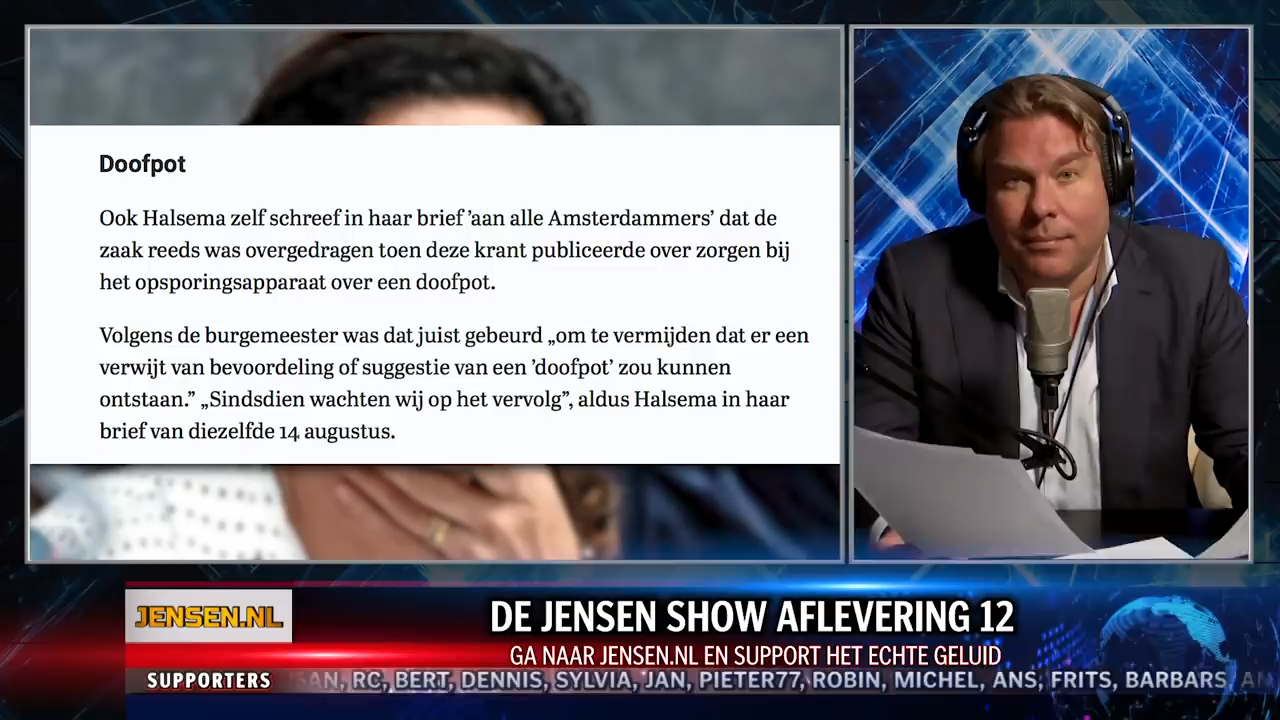 Doofpot
Ook Halsema zelf schreef in haar brief ’aan alle Amsterdammers’ dat de
zaak reeds was overgedragen toen deze krant publiceerde over zorgen bij
het opsporingsapparaat over een doofpot.
Volgens de burgemeester was dat juist gebeurd „om te vermijden dat er een
verwijt van bevoordeling of suggestie van een ’doofpot’ zou kunnen
ontstaan.” „Sindsdien wachten wij op het vervolg”, aldus Halsema in haar
brief van diezelfde 14 augustus.
JENSEN.NL
DE JENSEN SHOW AFLEVERING 12
GA NAAR JENSEN.NL EN SUPPORT HET ECHTE GELUID
SUPPORTERS SAN, RC, BERT, DENNIS, SYLVIA, JAN, PIETER77, ROBIN, MICHEL, ANS, FRITS, BARBARS, AN